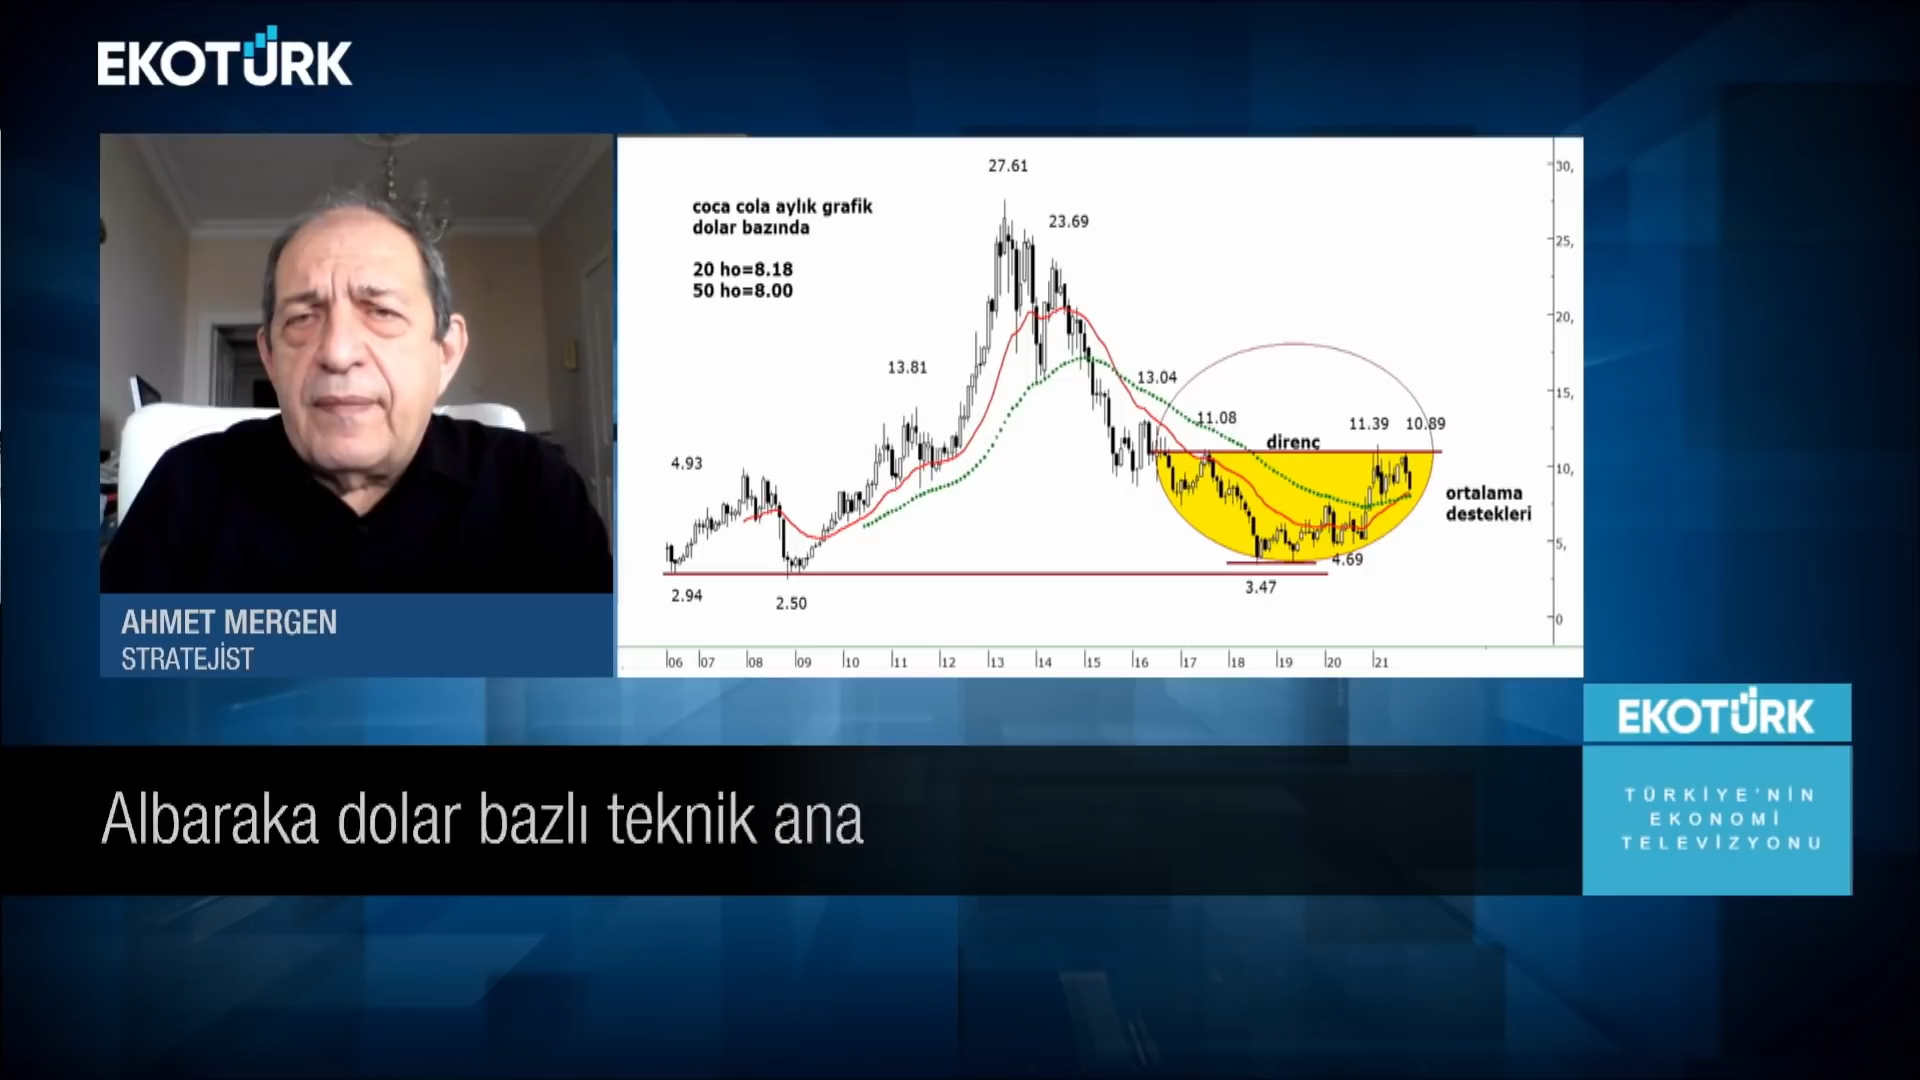 EKOTÜRK
27.61
coca cola aylık grafik
dolar bazında
23.69
20 ho=8.18
50 ho=8.00
13.81
13.04
11.08
11.39
10.89
direnç
4.93
ortalama
destekleri
4.69
3.47
2.94
2.50
30,
25,
20,
15,
10,
5,
0
06 07 08 09 10 11 12 13 14 15 16 17 18 19 20 21
AHMET MERGEN
STRATEJİST
EKOTÜRK
TÜRKİYE'NİN
EKONOMİ
TELEVİZYONU
Albaraka dolar bazlı teknik ana